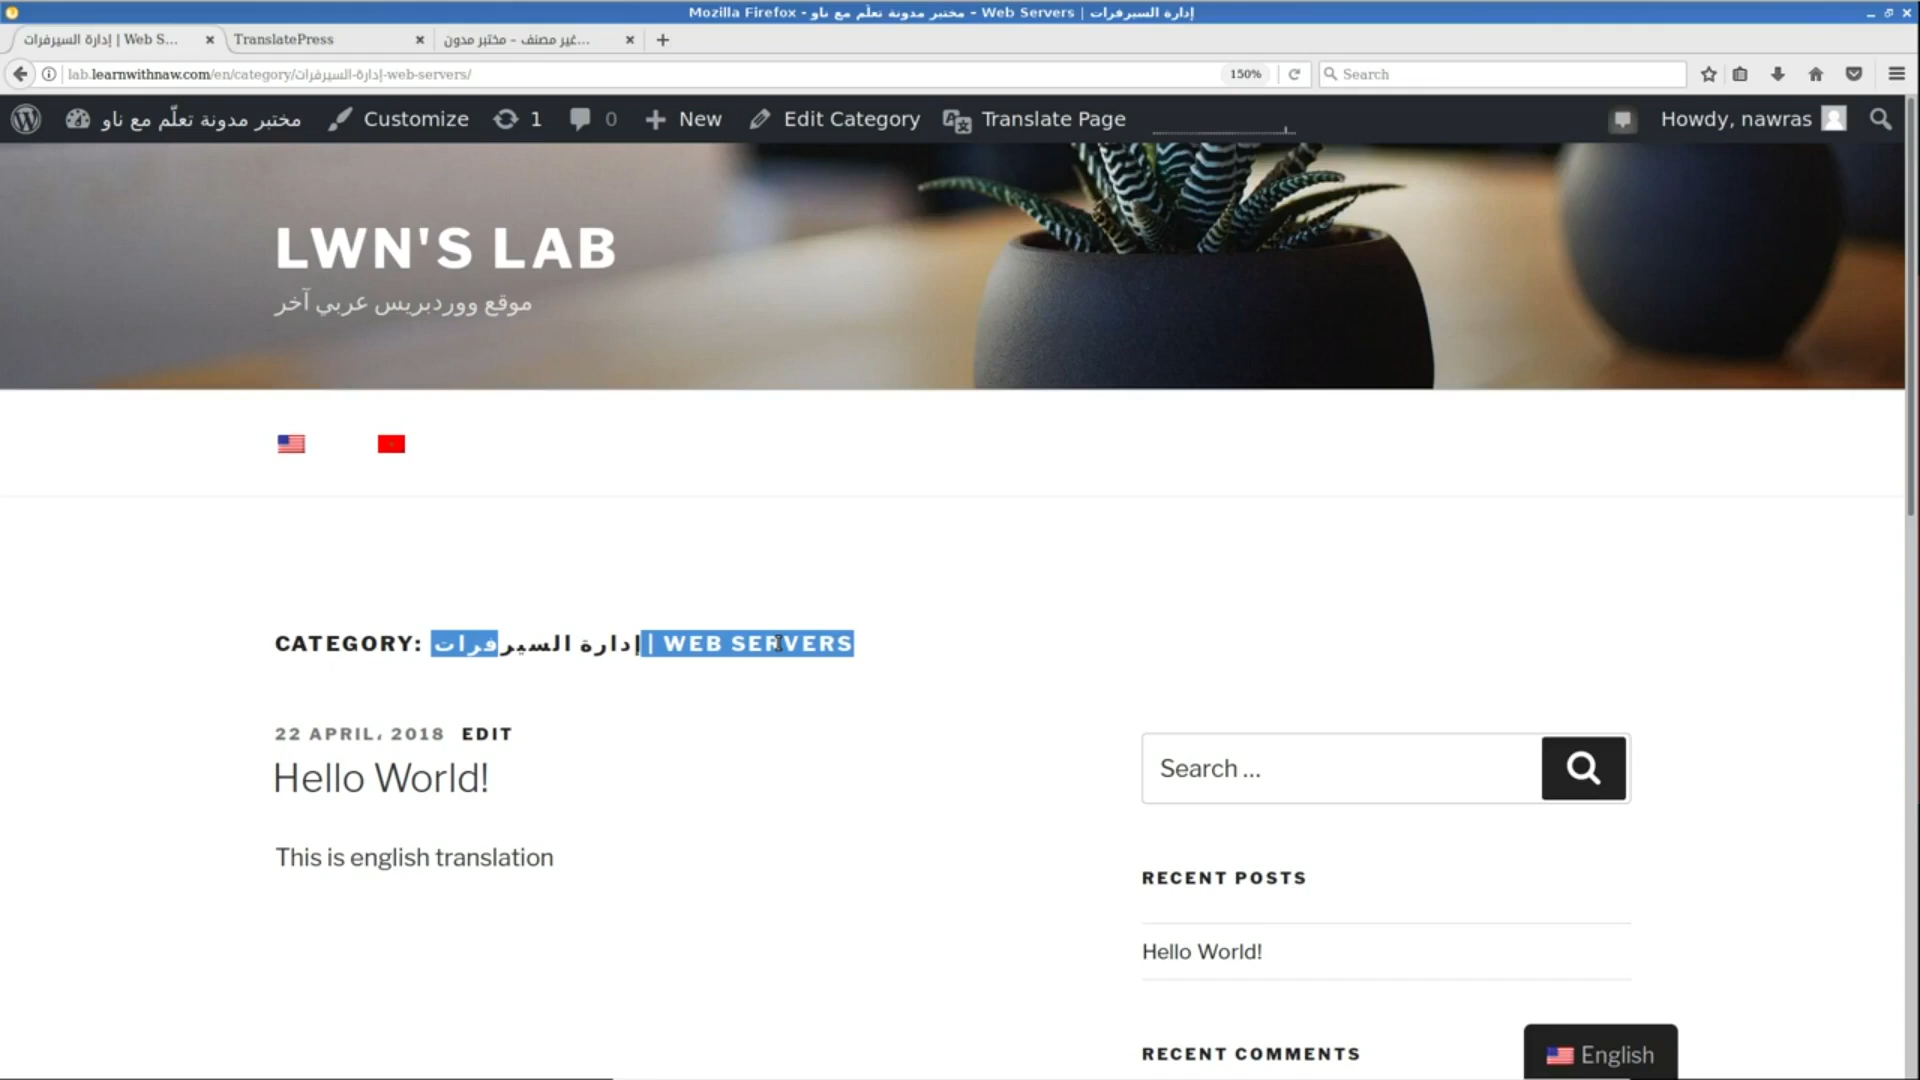 إدارة السيرفرات | Web Servers – مختبر مدونة تعلّم مع ناو - Mozilla Firefox
إدارة السيرفرات | Web S...
TranslatePress
غير مصنف – مختبر مدون...
lab.learnwithnaw.com/en/category/إدارة-السيرفرات-web-servers/
150%
Search
مختبر مدونة تعلّم مع ناو
Customize
1
0
New
Edit Category
Translate Page
Howdy, nawras
LWN'S LAB
موقع ووردبريس عربي آخر
CATEGORY: إدارة السيرفرات | WEB SERVERS
22 APRIL، 2018 EDIT
Hello World!
This is english translation
Search ...
RECENT POSTS
Hello World!
RECENT COMMENTS
English